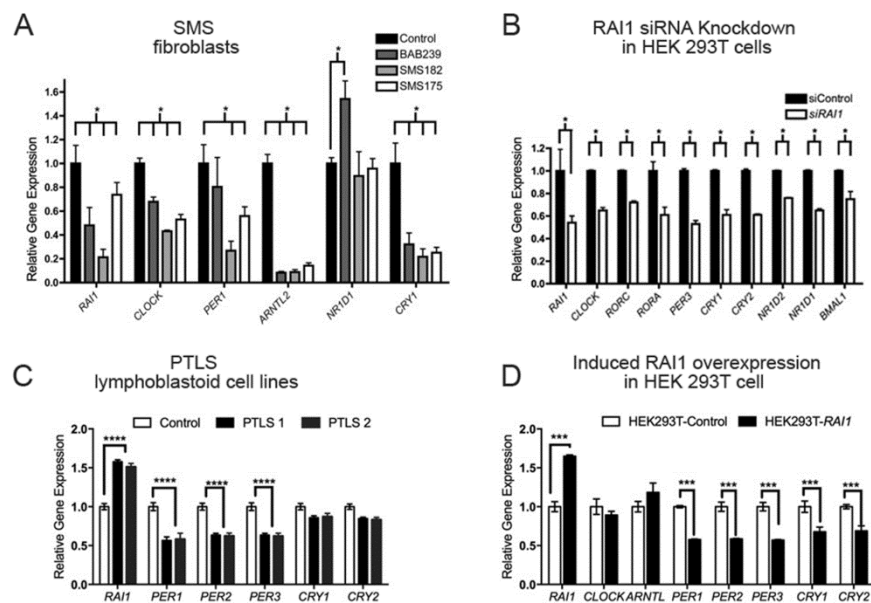 A
SMS
fibroblasts
Control
BAB239
SMS182
SMS175
Relative Gene Expression
1.6
1.4
1.2
1.0
0.8
0.6
0.4
0.2
0.0
* * * * * *
RAI1 CLOCK PER1 ARNTL2 NR1D1 CRY1
B
RAI1 siRNA Knockdown
in HEK 293T cells
siControl
siRAI1
Relative Gene Expression
1.2
1.0
0.8
0.6
0.4
0.2
0.0
* * * * * * * * * *
RAI1 CLOCK RORC RORA PER3 CRY1 CRY2 NR1D2 NR1D1 BMAL1
C
PTLS
lymphoblastoid cell lines
Control PTLS 1 PTLS 2
Relative Gene Expression
2.0
1.5
1.0
0.5
0.0
**** **** **** ****
RAI1 PER1 PER2 PER3 CRY1 CRY2
D
Induced RAI1 overexpression
in HEK 293T cell
HEK293T-Control HEK293T-RAI1
Relative Gene Expression
2.0
1.5
1.0
0.5
0.0
*** *** *** *** *** ***
RAI1 CLOCK ARNTL PER1 PER2 PER3 CRY1 CRY2